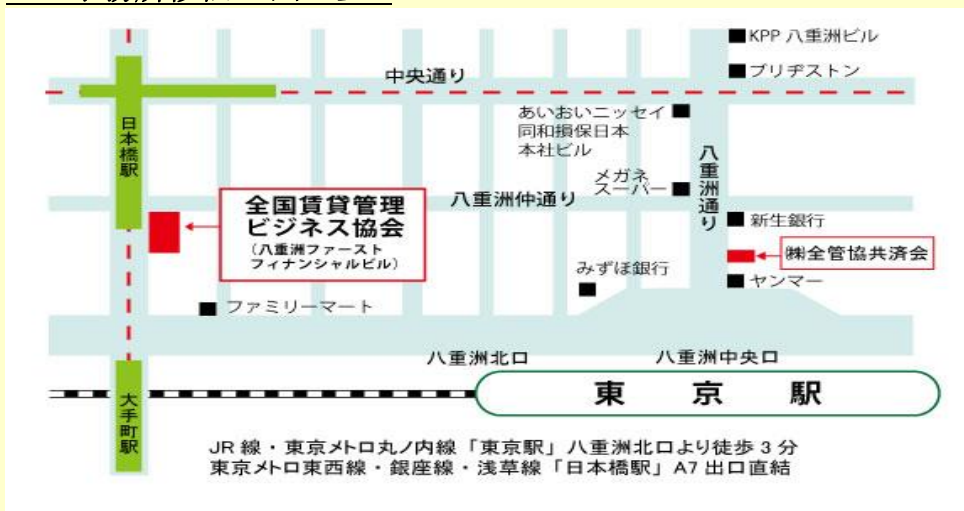 KPP 八重洲ビル
ブリヂストン
中央通り
あいおいニッセイ
同和損保日本
本社ビル
日本橋駅
八重洲通り
メガネ
スーパー
八重洲仲通り
全国賃貸管理
ビジネス協会
(八重洲ファースト
フィナンシャルビル)
新生銀行
㈱全管協共済会
みずほ銀行
ヤンマー
ファミリーマート
八重洲北口
八重洲中央口
東京駅
大手町駅
JR 線・東京メトロ丸ノ内線「東京駅」八重洲北口より徒歩 3 分
東京メトロ東西線・銀座線・浅草線「日本橋駅」A7 出口直結